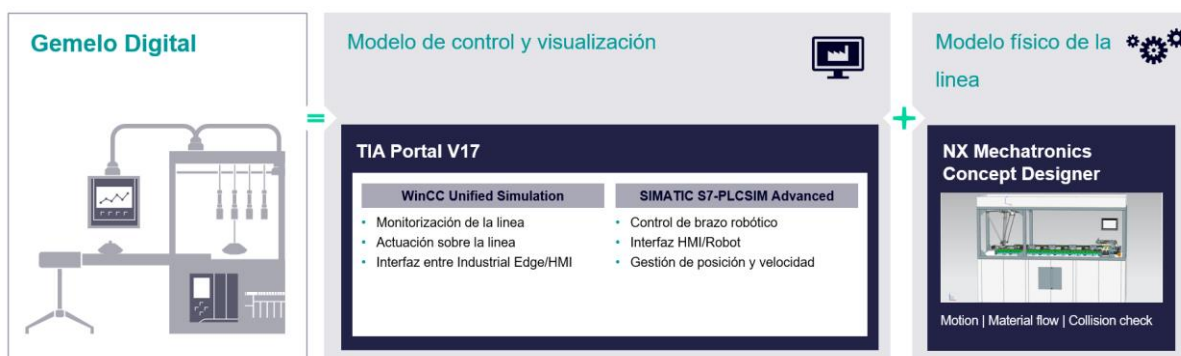 Gemelo Digital
=
Modelo de control y visualización
TIA Portal V17
WinCC Unified Simulation
• Monitorización de la linea
• Actuación sobre la linea
• Interfaz entre Industrial Edge/HMI
SIMATIC S7-PLCSIM Advanced
• Control de brazo robótico
• Interfaz HMI/Robot
• Gestión de posición y velocidad
+
Modelo físico de la
linea
NX Mechatronics
Concept Designer
Motion | Material flow | Collision check